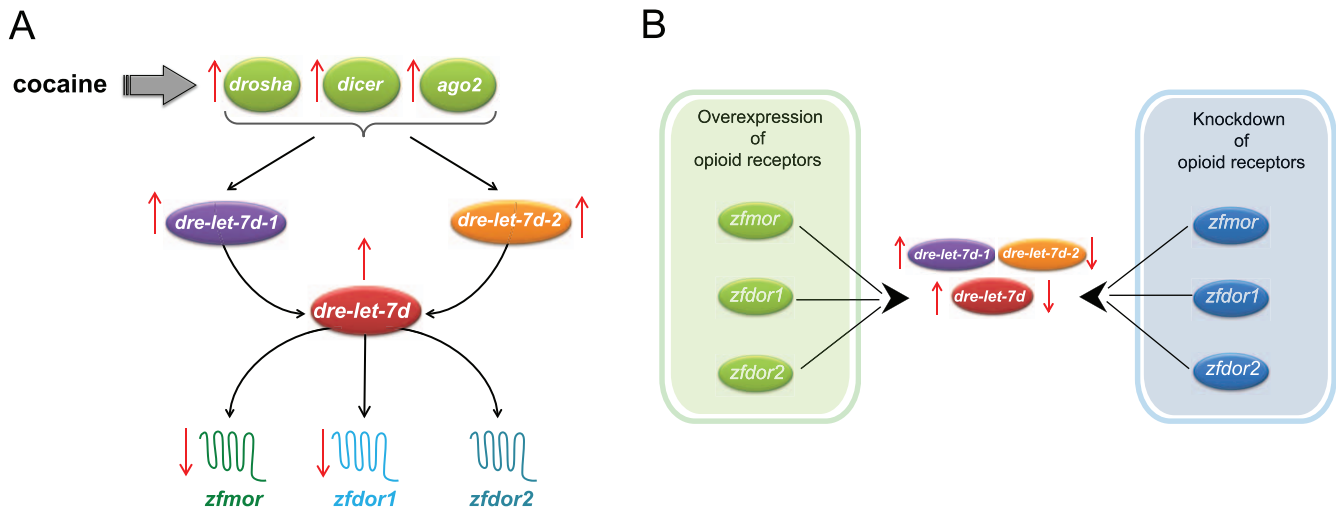 A
cocaine
drosha
dicer
ago2
dre-let-7d-1
dre-let-7d-2
dre-let-7d
zfmor
zfdor1
zfdor2
B
Overexpression
of
opioid receptors
zfmor
zfdor1
zfdor2
dre-let-7d-1
dre-let-7d-2
dre-let-7d
Knockdown
of
opioid receptors
zfmor
zfdor1
zfdor2